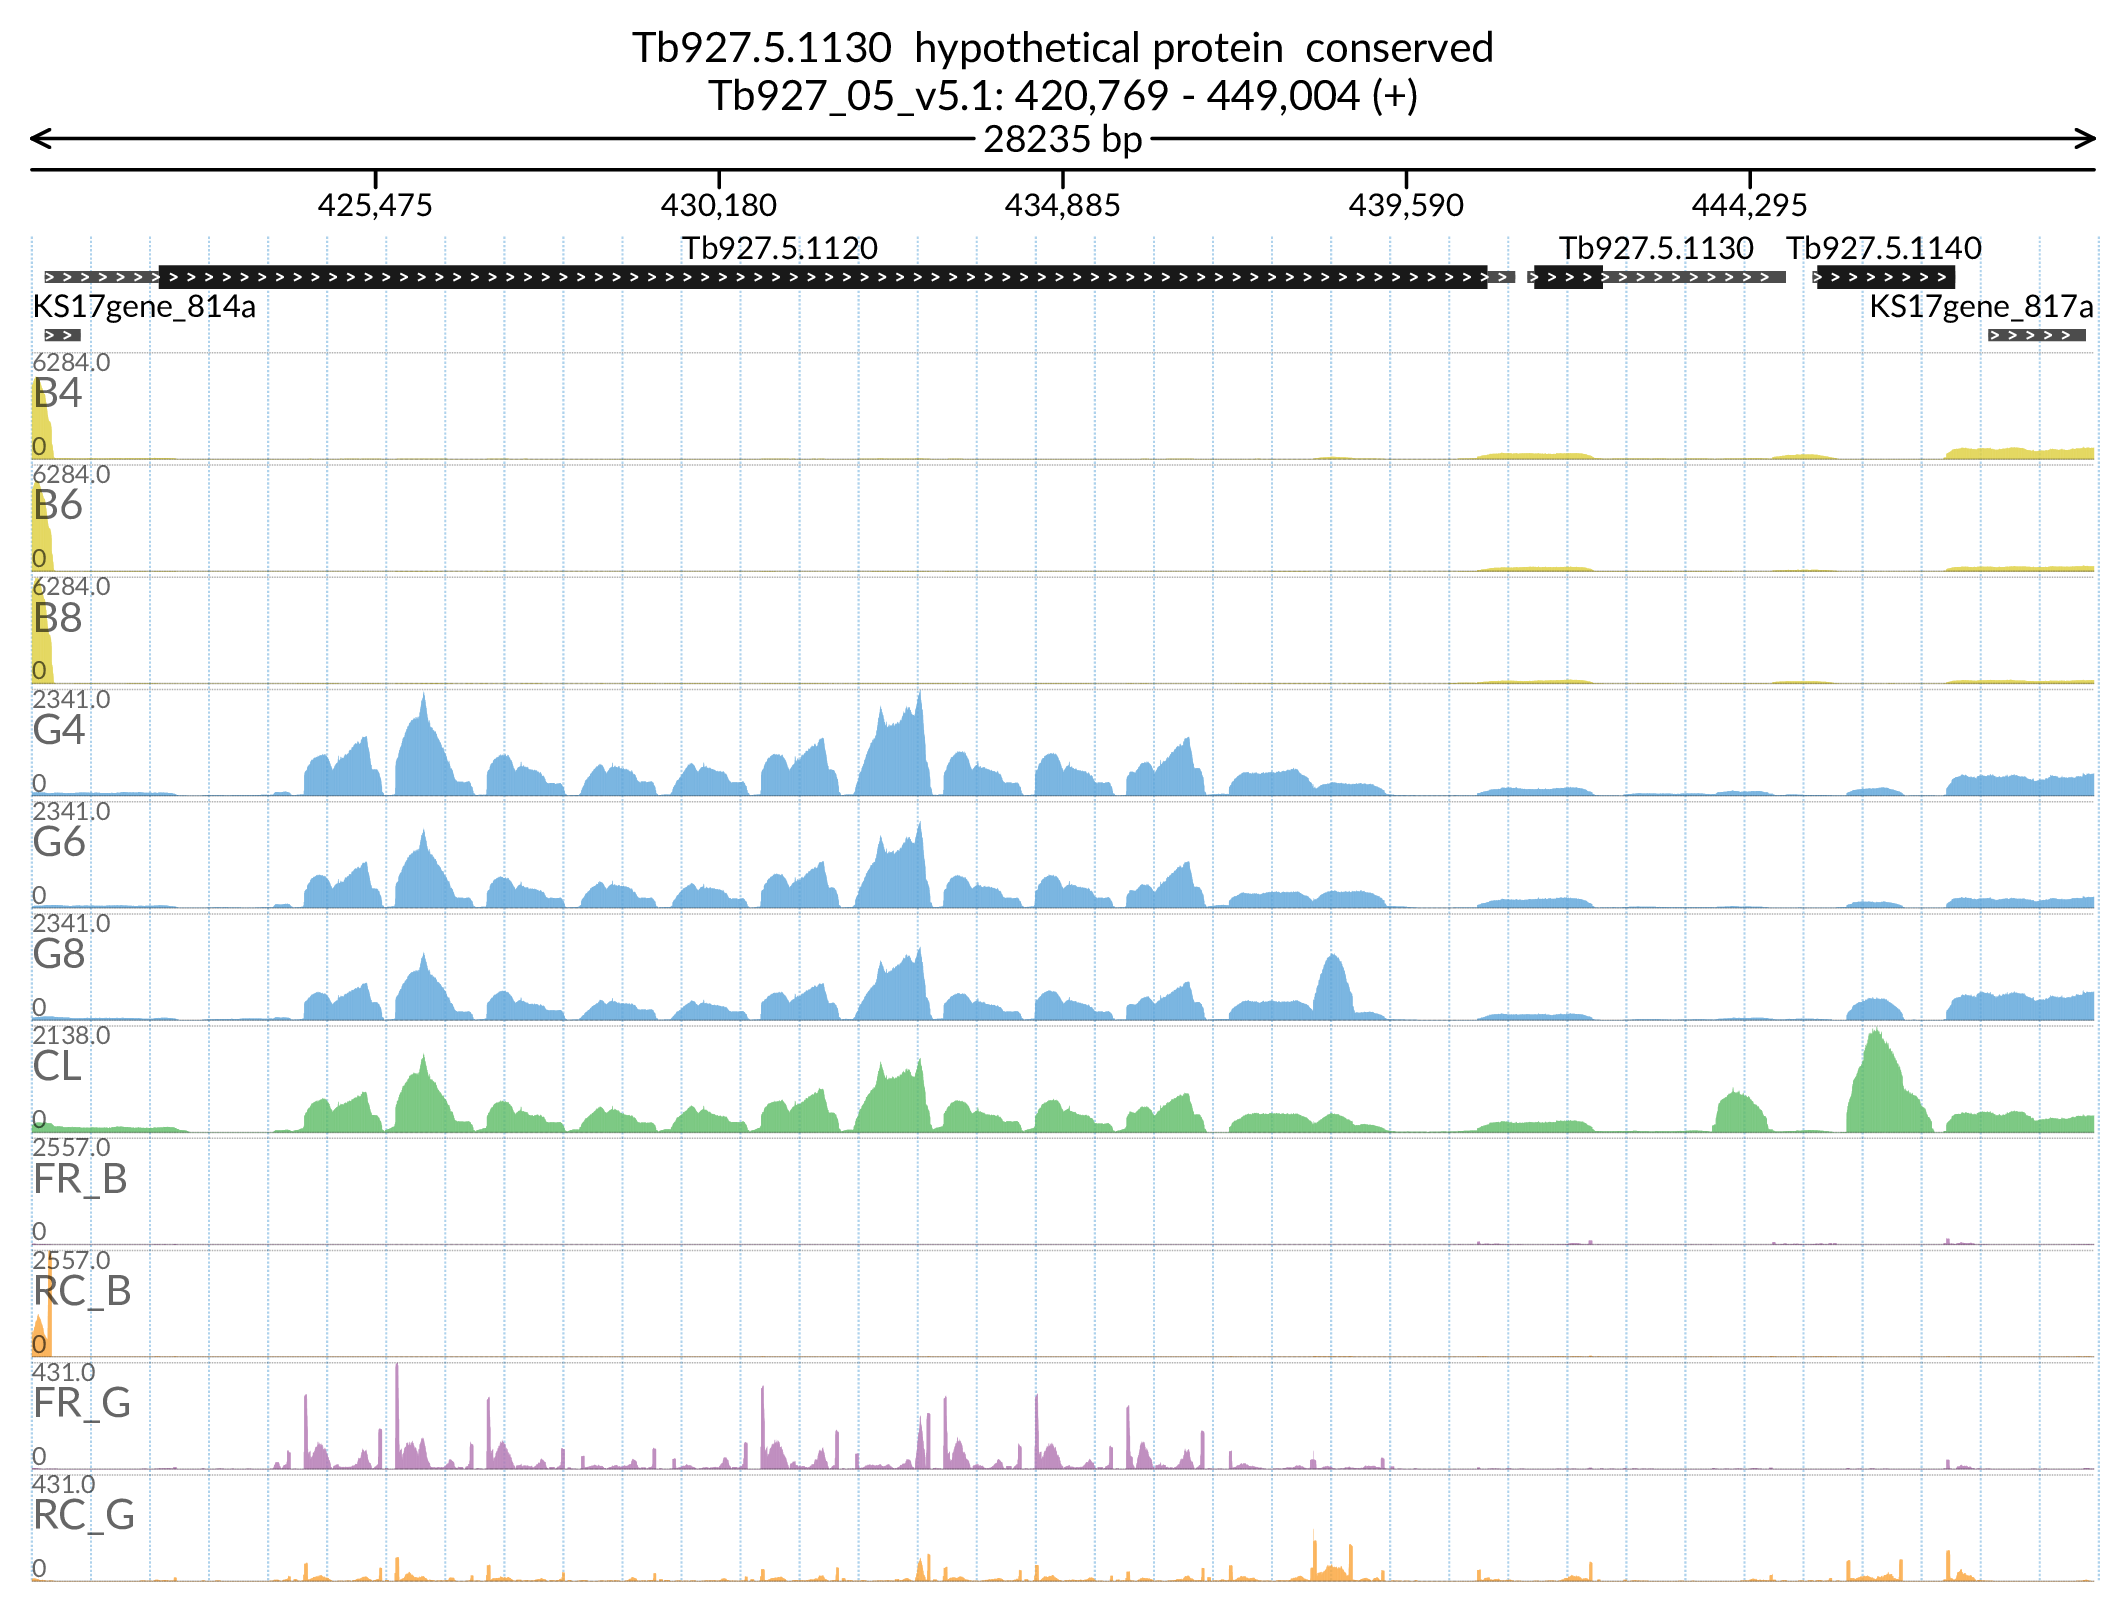 Tb927.5.1130  hypothetical protein  conserved
Tb927_05_v5.1: 420,769 - 449,004 (+)
28235 bp
425,475 430,180 434,885 439,590 444,295
Tb927.5.1120 Tb927.5.1130 Tb927.5.1140
KS17gene_814a KS17gene_817a
6284.0
B4
0
6284.0
B6
0
6284.0
B8
0
2341.0
G4
0
2341.0
G6
0
2341.0
G8
0
2138.0
CL
0
2557.0
FR_B
0
2557.0
RC_B
0
431.0
FR_G
0
431.0
RC_G
0